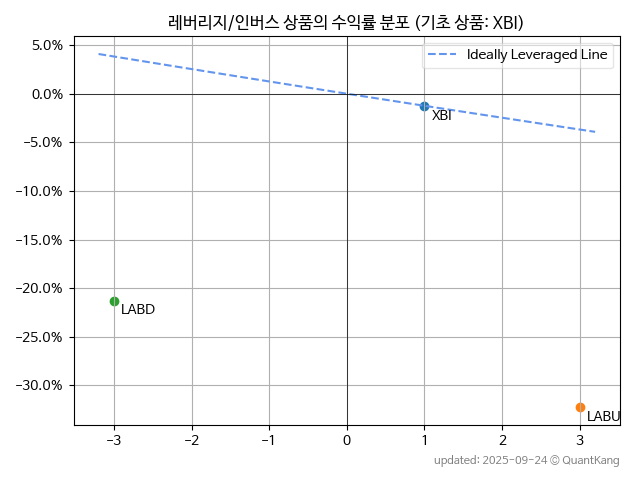 레버리지/인버스 상품의 수익률 분포 (기초 상품: XBI)
5.0%
Ideally Leveraged Line
0.0%
XBI
−5.0%
−10.0%
−15.0%
−20.0%
LABD
−25.0%
−30.0%
LABU
−3 −2 −1 0 1 2 3
updated: 2025-09-24 © QuantKang